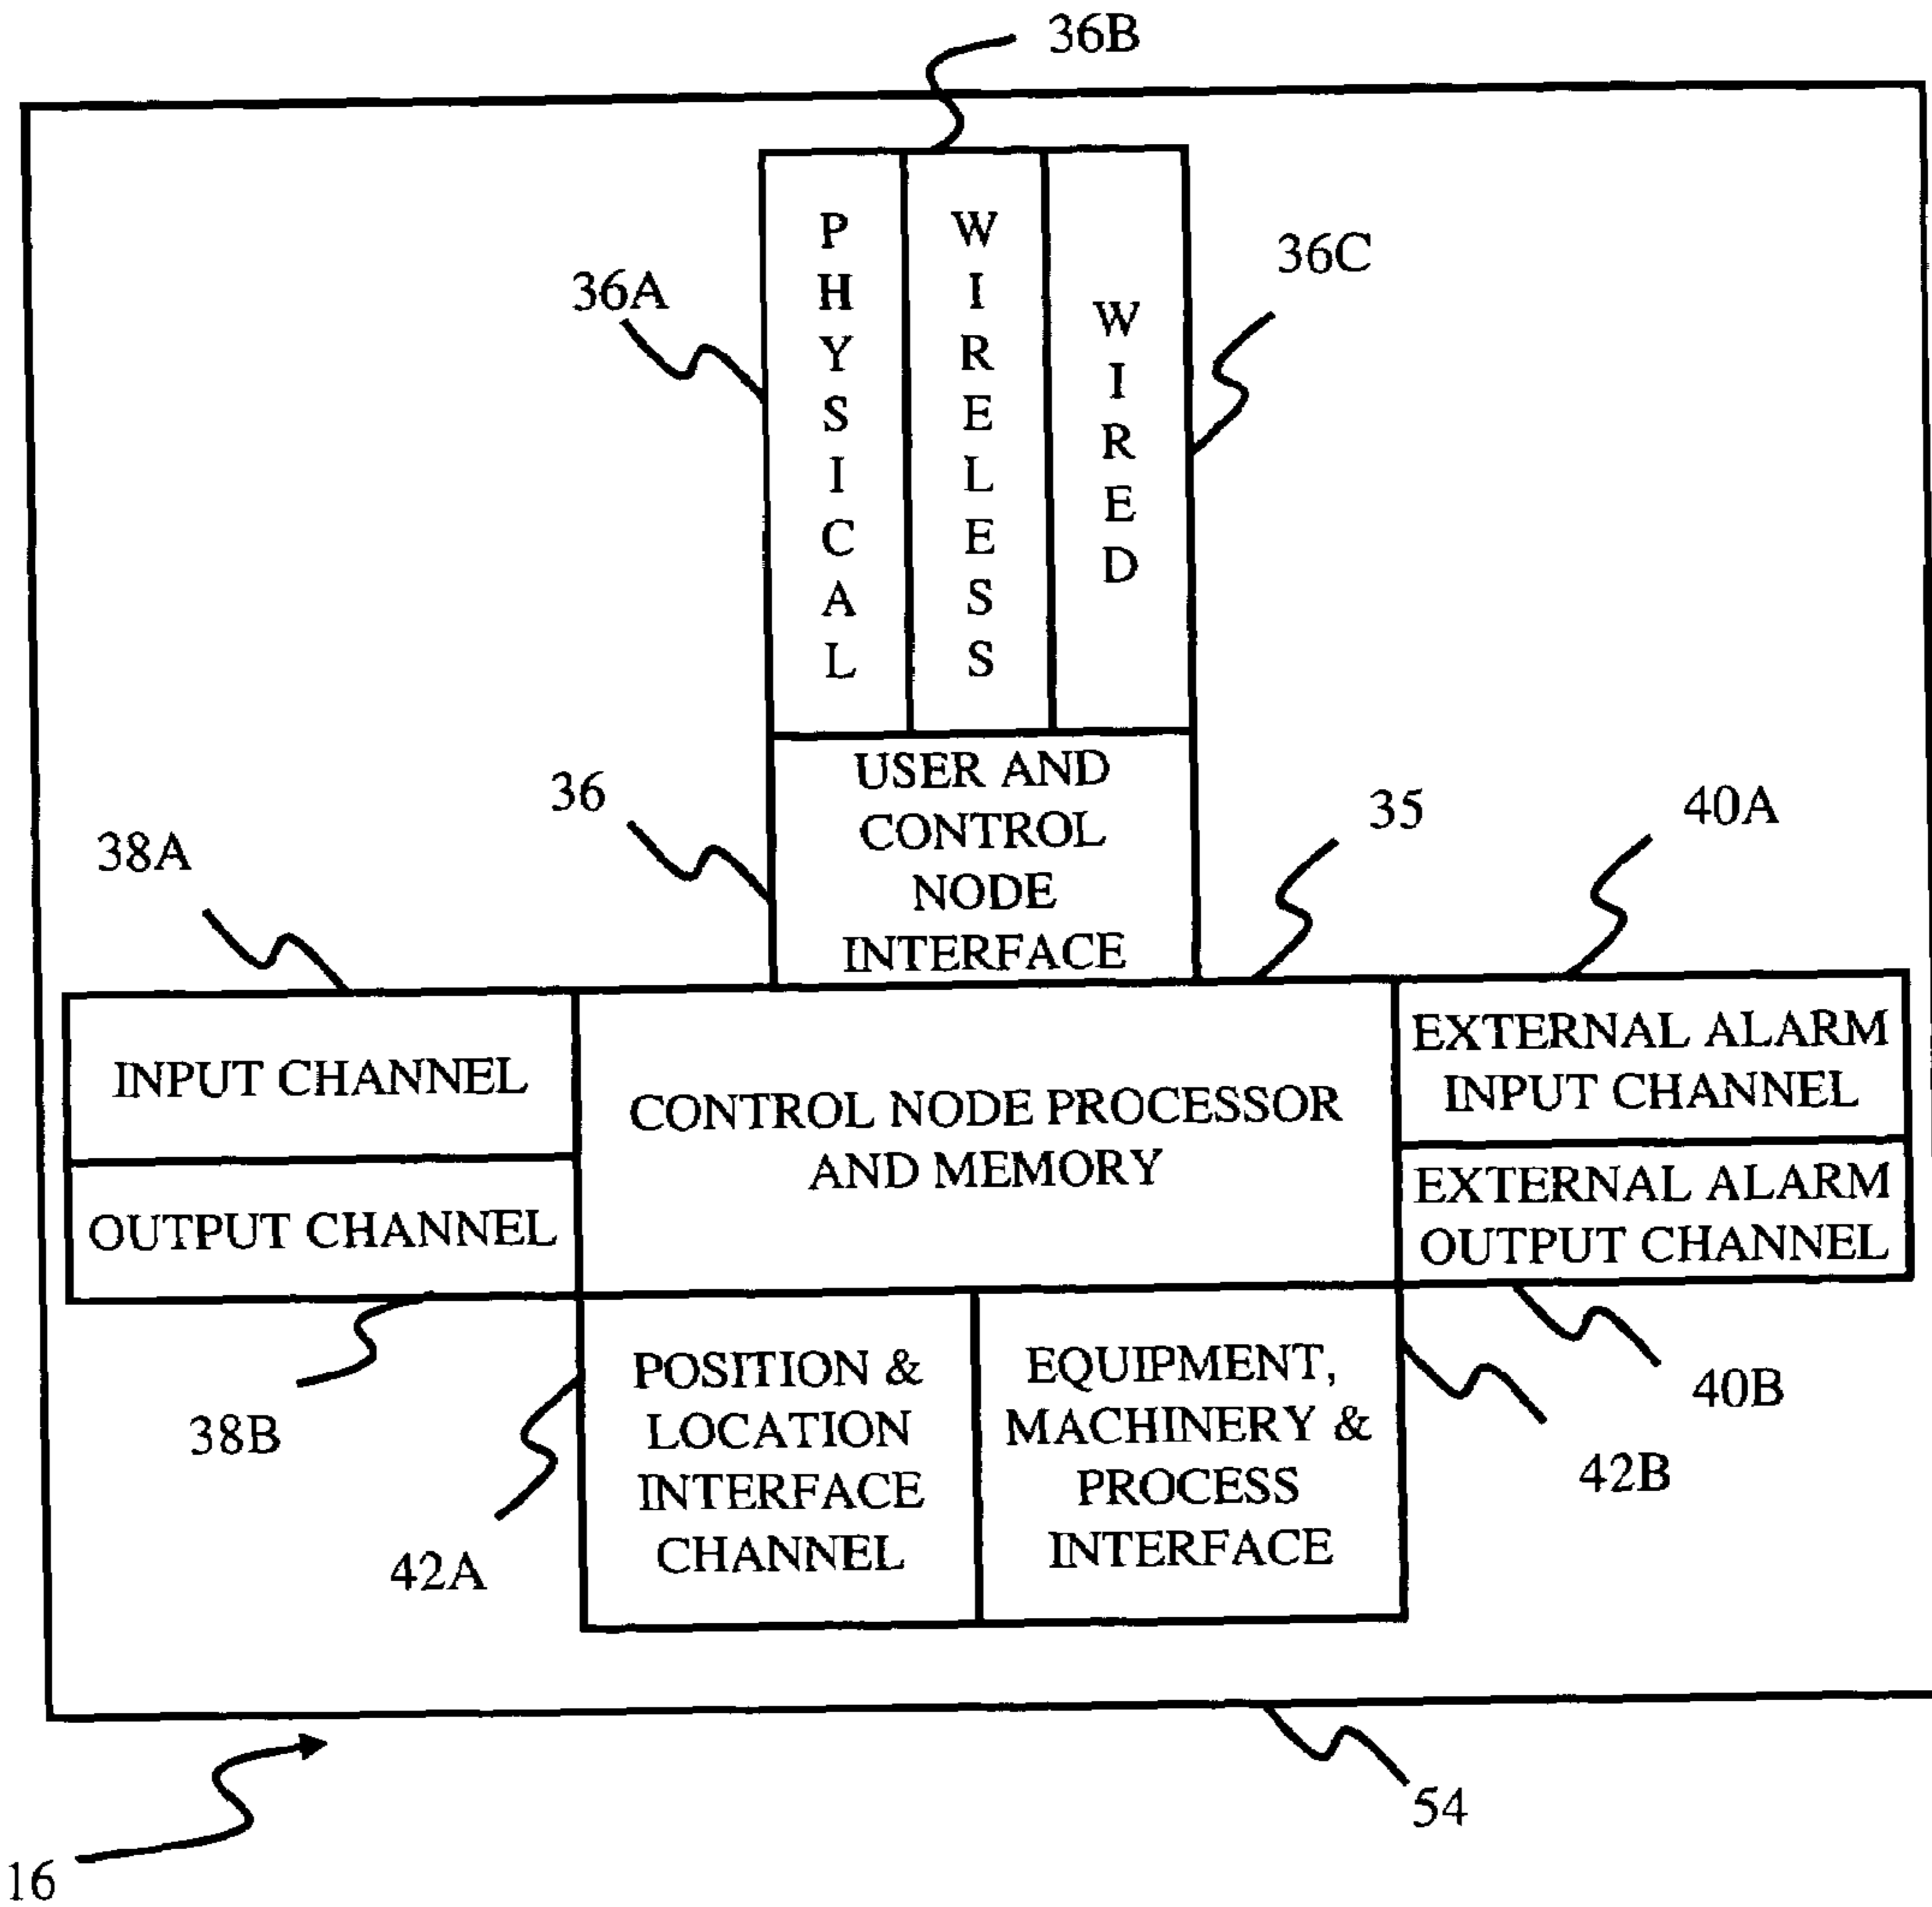 36B
36A
36C
PHYSICAL
WIRELESS
WIRED
36
USER AND
CONTROL
NODE
INTERFACE
35
40A
38A
INPUT CHANNEL
OUTPUT CHANNEL
CONTROL NODE PROCESSOR
AND MEMORY
EXTERNAL ALARM
INPUT CHANNEL
EXTERNAL ALARM
OUTPUT CHANNEL
38B
POSITION &
LOCATION
INTERFACE
CHANNEL
EQUIPMENT,
MACHINERY &
PROCESS
INTERFACE
40B
42B
42A
54
16